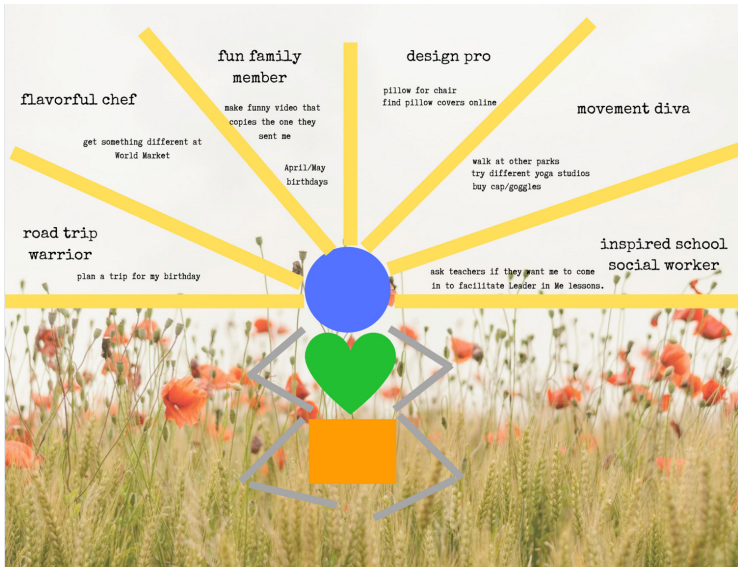 fun family
member
make funny video that
copies the one they
sent me
April/May
birthdays
design pro
pillow for chair
find pillow covers online
flavorful chef
get something different at
World Market
movement diva
walk at other parks
try different yoga studios
buy cap/goggles
road trip
warrior
plan a trip for my birthday
inspired school
social worker
ask teachers if they want me to come
in to facilitate Leader in Me lessons.